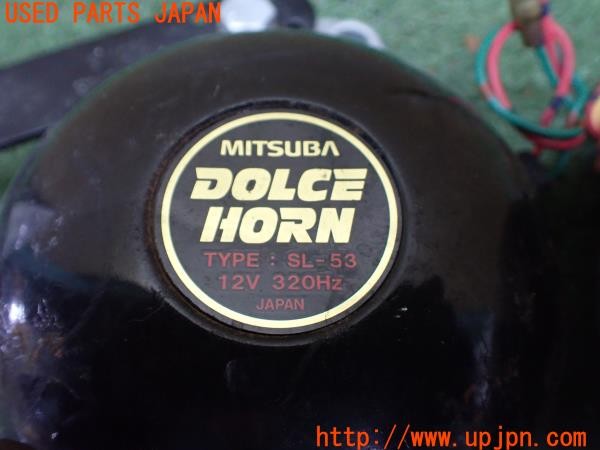 USED PARTS JAPAN
MITSUBA
DOLCE
HORN
TYPE : SL-53
12V 320Hz
JAPAN
http://www.upjpn.com/